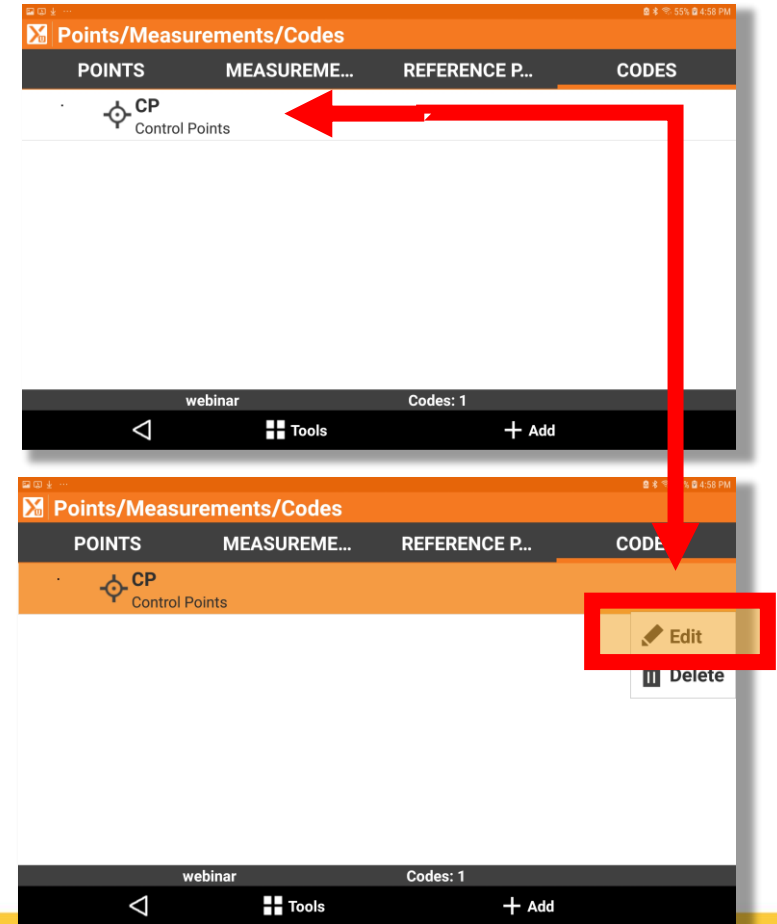 55% 4:58 PM
Points/Measurements/Codes
POINTS MEASUREME... REFERENCE P... CODES
CP
Control Points
webinar Codes: 1
Tools Add
4:58 PM
Points/Measurements/Codes
POINTS MEASUREME... REFERENCE P... CODE
CP
Control Points
Edit
Delete
webinar Codes: 1
Tools Add